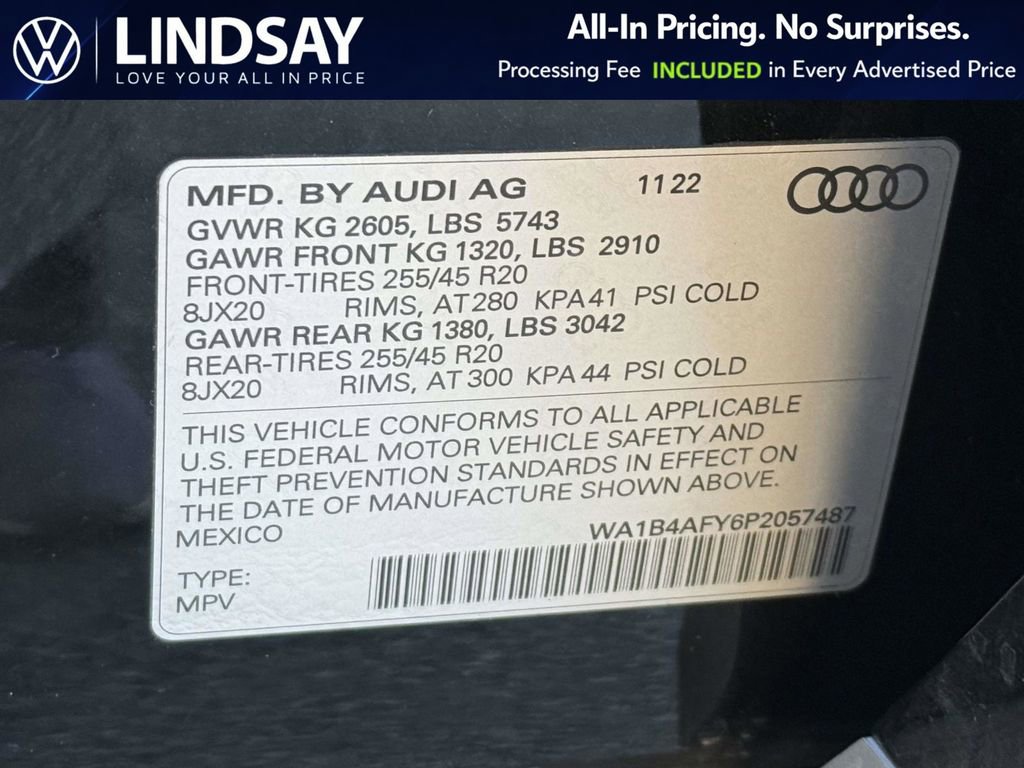 LINDSAY
LOVE YOUR ALL IN PRICE
All-In Pricing. No Surprises.
Processing Fee INCLUDED in Every Advertised Price
MFD. BY AUDI AG 11 22
GVWR KG 2605, LBS 5743
GAWR FRONT KG 1320, LBS 2910
FRONT-TIRES 255/45 R20
8JX20 RIMS, AT 280 KPA 41 PSI COLD
GAWR REAR KG 1380, LBS 3042
REAR-TIRES 255/45 R20
8JX20 RIMS, AT 300 KPA 44 PSI COLD
THIS VEHICLE CONFORMS TO ALL APPLICABLE
U.S. FEDERAL MOTOR VEHICLE SAFETY AND
THEFT PREVENTION STANDARDS IN EFFECT ON
THE DATE OF MANUFACTURE SHOWN ABOVE.
MEXICO WA1B4AFY6P2057487
TYPE:
MPV